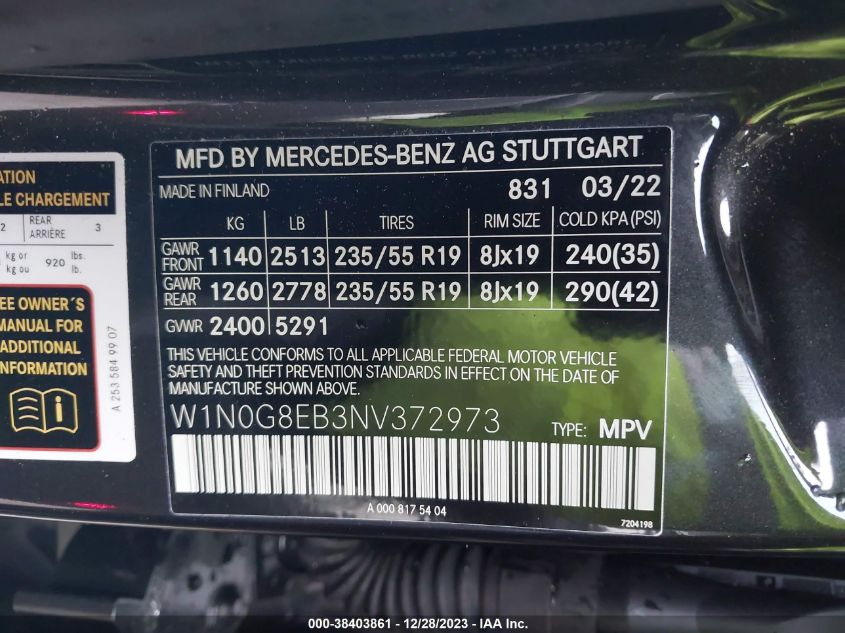 MFD BY MERCEDES-BENZ AG STUTTGART
MADE IN FINLAND 831 03/22
KG LB TIRES RIM SIZE COLD KPA(PSI)
GAWR FRONT 1140 2513 235/55 R19 8Jx19 240(35)
GAWR REAR 1260 2778 235/55 R19 8Jx19 290(42)
GVWR 2400 5291
THIS VEHICLE CONFORMS TO ALL APPLICABLE FEDERAL MOTOR VEHICLE
SAFETY AND THEFT PREVENTION STANDARDS IN EFFECT ON THE DATE OF
MANUFACTURE SHOWN ABOVE.
W1N0G8EB3NV372973 TYPE: MPV
A 000 817 54 04
7204198
LE CHARGEMENT
2 REAR ARRIÈRE 3
kg or 920 lbs.
kg ou lb.
OWNER´S
MANUAL FOR
ADDITIONAL
INFORMATION
A 253 584 99 07
000-38403861 - 12/28/2023 - IAA Inc.